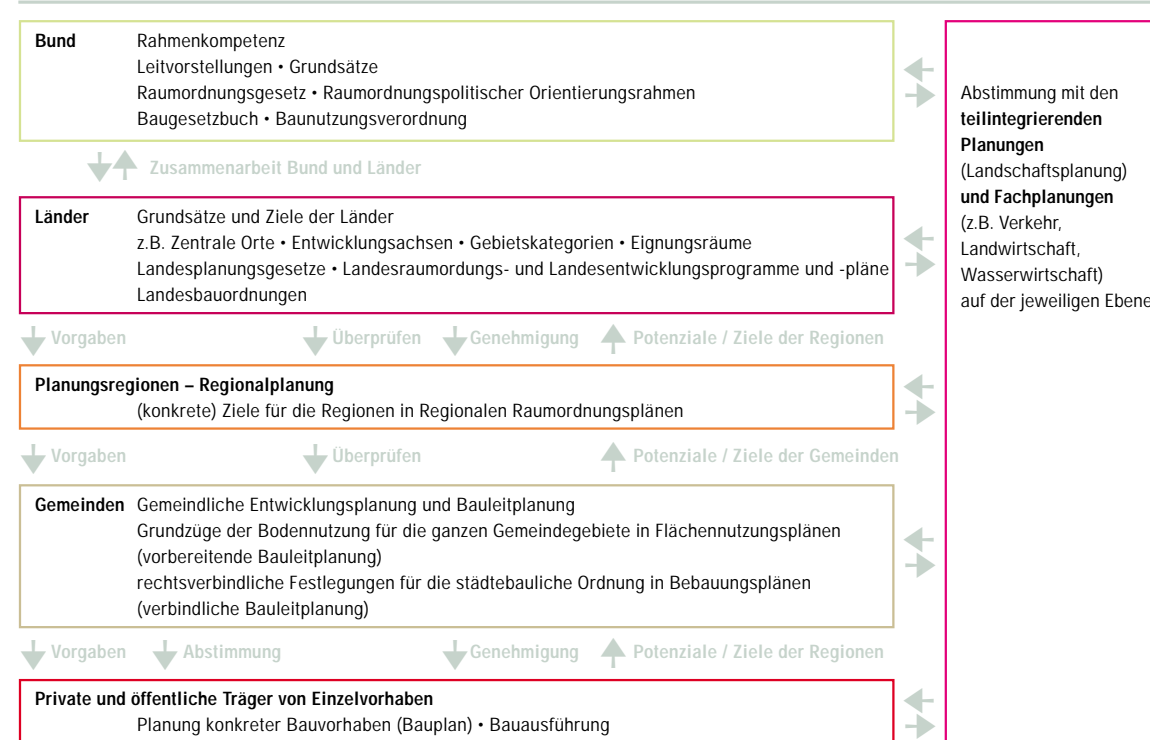 Bund Rahmenkompetenz
Leitvorstellungen • Grundsätze
Raumordnungsgesetz • Raumordnungspolitischer Orientierungsrahmen
Baugesetzbuch • Baunutzungsverordnung
Zusammenarbeit Bund und Länder
Länder Grundsätze und Ziele der Länder
z.B. Zentrale Orte • Entwicklungsachsen • Gebietskategorien • Eignungsräume
Landesplanungsgesetze • Landesraumordungs- und Landesentwicklungsprogramme und -pläne
Landesbauordnungen
Vorgaben Überprüfen Genehmigung Potenziale / Ziele der Regionen
Planungsregionen – Regionalplanung
(konkrete) Ziele für die Regionen in Regionalen Raumordnungsplänen
Vorgaben Überprüfen Potenziale / Ziele der Gemeinden
Gemeinden Gemeindliche Entwicklungsplanung und Bauleitplanung
Grundzüge der Bodennutzung für die ganzen Gemeindegebiete in Flächennutzungsplänen
(vorbereitende Bauleitplanung)
rechtsverbindliche Festlegungen für die städtebauliche Ordnung in Bebauungsplänen
(verbindliche Bauleitplanung)
Vorgaben Abstimmung Genehmigung Potenziale / Ziele der Regionen
Private und öffentliche Träger von Einzelvorhaben
Planung konkreter Bauvorhaben (Bauplan) • Bauausführung
Abstimmung mit den
teilintegrierenden
Planungen
(Landschaftsplanung)
und Fachplanungen
(z.B. Verkehr,
Landwirtschaft,
Wasserwirtschaft)
auf der jeweiligen Ebene